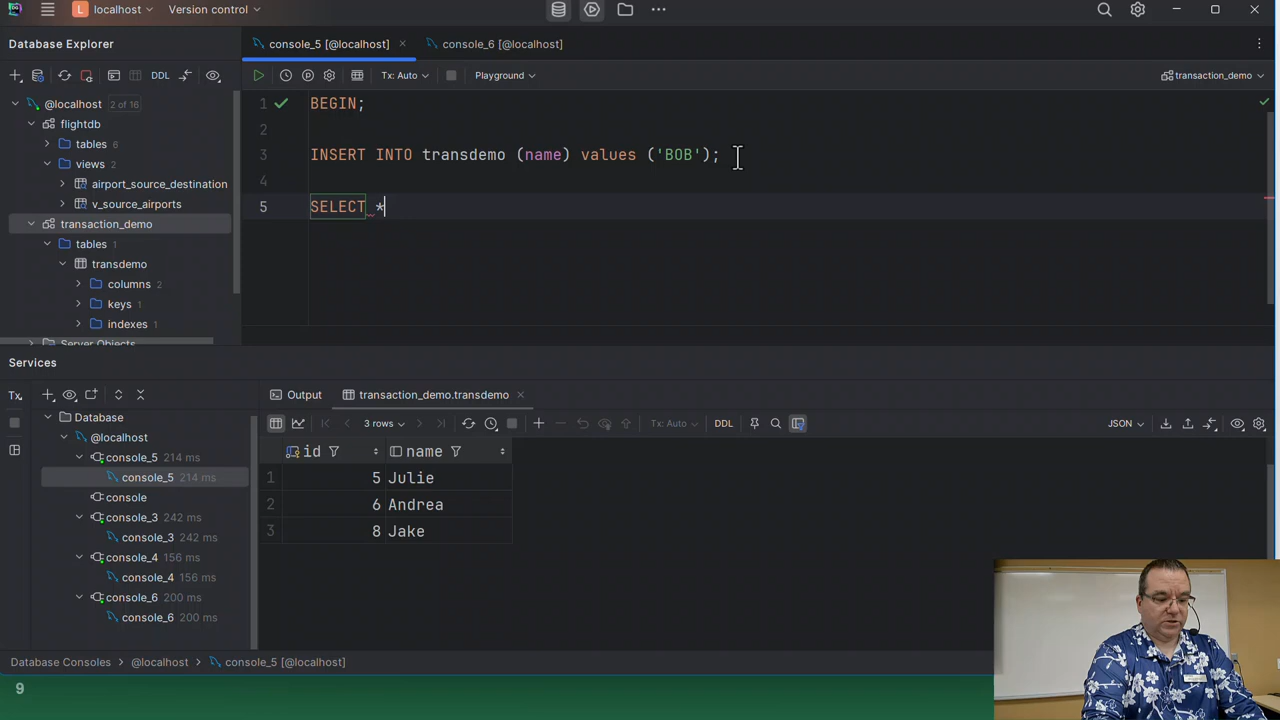 L localhost Version control
Database Explorer
console_5 [@localhost]
console_6 [@localhost]
DDL
Tx: Auto
Playground
transaction_demo
@localhost 2 of 16
flightdb
tables 6
views 2
airport_source_destination
v_source_airports
transaction_demo
tables 1
transdemo
columns 2
keys 1
indexes 1
Server Objects
1 BEGIN;
2
3 INSERT INTO transdemo (name) values ('BOB');
4
5 SELECT *
Services
Tx
Database
@localhost
console_5 214 ms
console_5 214 ms
console
console_3 242 ms
console_3 242 ms
console_4 156 ms
console_4 156 ms
console_6 200 ms
console_6 200 ms
Output transaction_demo.transdemo
3 rows Tx: Auto DDL JSON
id name
1 5 Julie
2 6 Andrea
3 8 Jake
Database Consoles > @localhost > console_5 [@localhost]
9